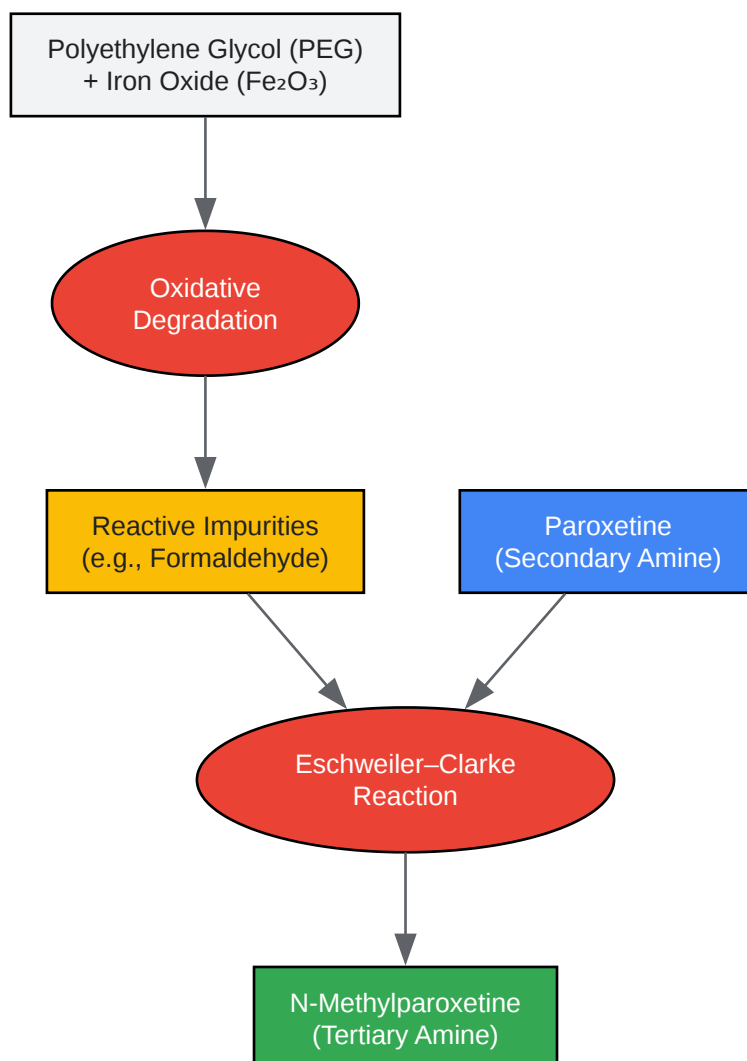 Polyethylene Glycol (PEG)
+ Iron Oxide (Fe₂O₃)
Oxidative
Degradation
Reactive Impurities
(e.g., Formaldehyde)
Paroxetine
(Secondary Amine)
Eschweiler–Clarke
Reaction
N-Methylparoxetine
(Tertiary Amine)